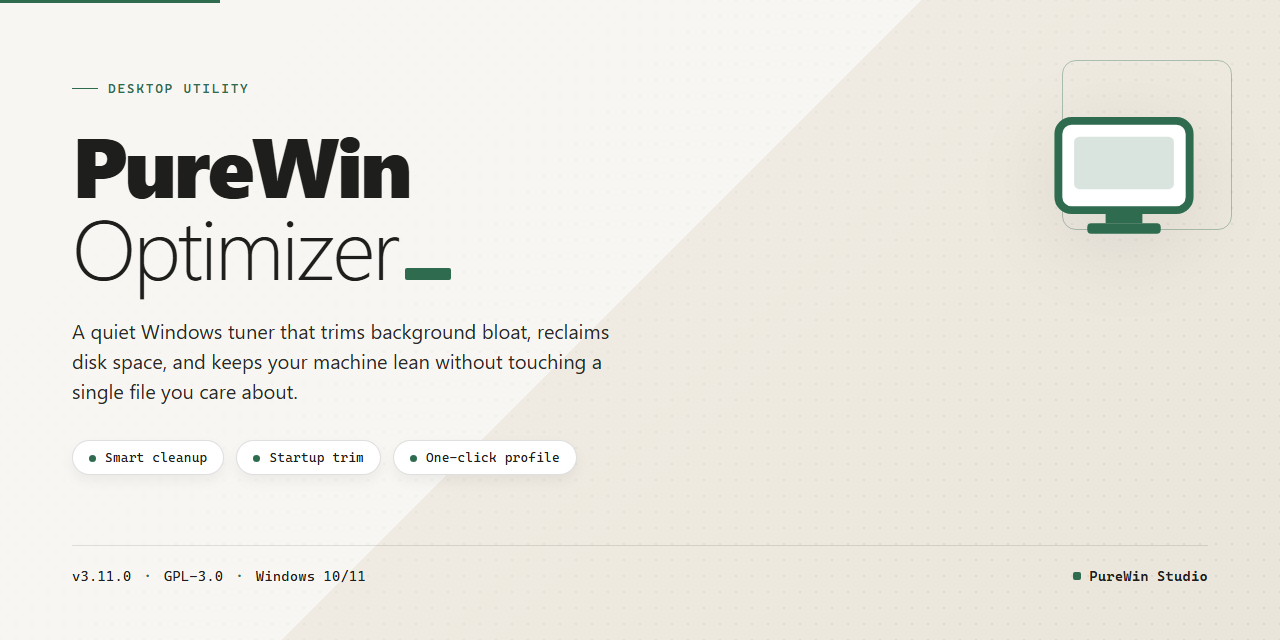 DESKTOP UTILITY
PureWin
Optimizer
A quiet Windows tuner that trims background bloat, reclaims
disk space, and keeps your machine lean without touching a
single file you care about.
Smart cleanup
Startup trim
One-click profile
v3.11.0 · GPL-3.0 · Windows 10/11
PureWin Studio